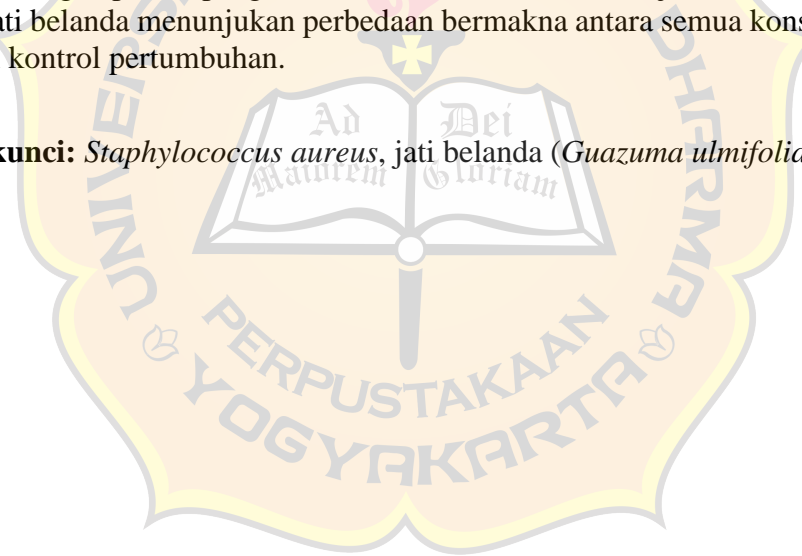 ati belanda menunjukan perbedaan bermakna antara semua kons
kontrol pertumbuhan.
kunci: Staphylococcus aureus, jati belanda (Guazuma ulmifolia
Ad Dei
Maiorem Gloriam
DHARMA
PERPUSTAKAAN
YOGYAKARTA